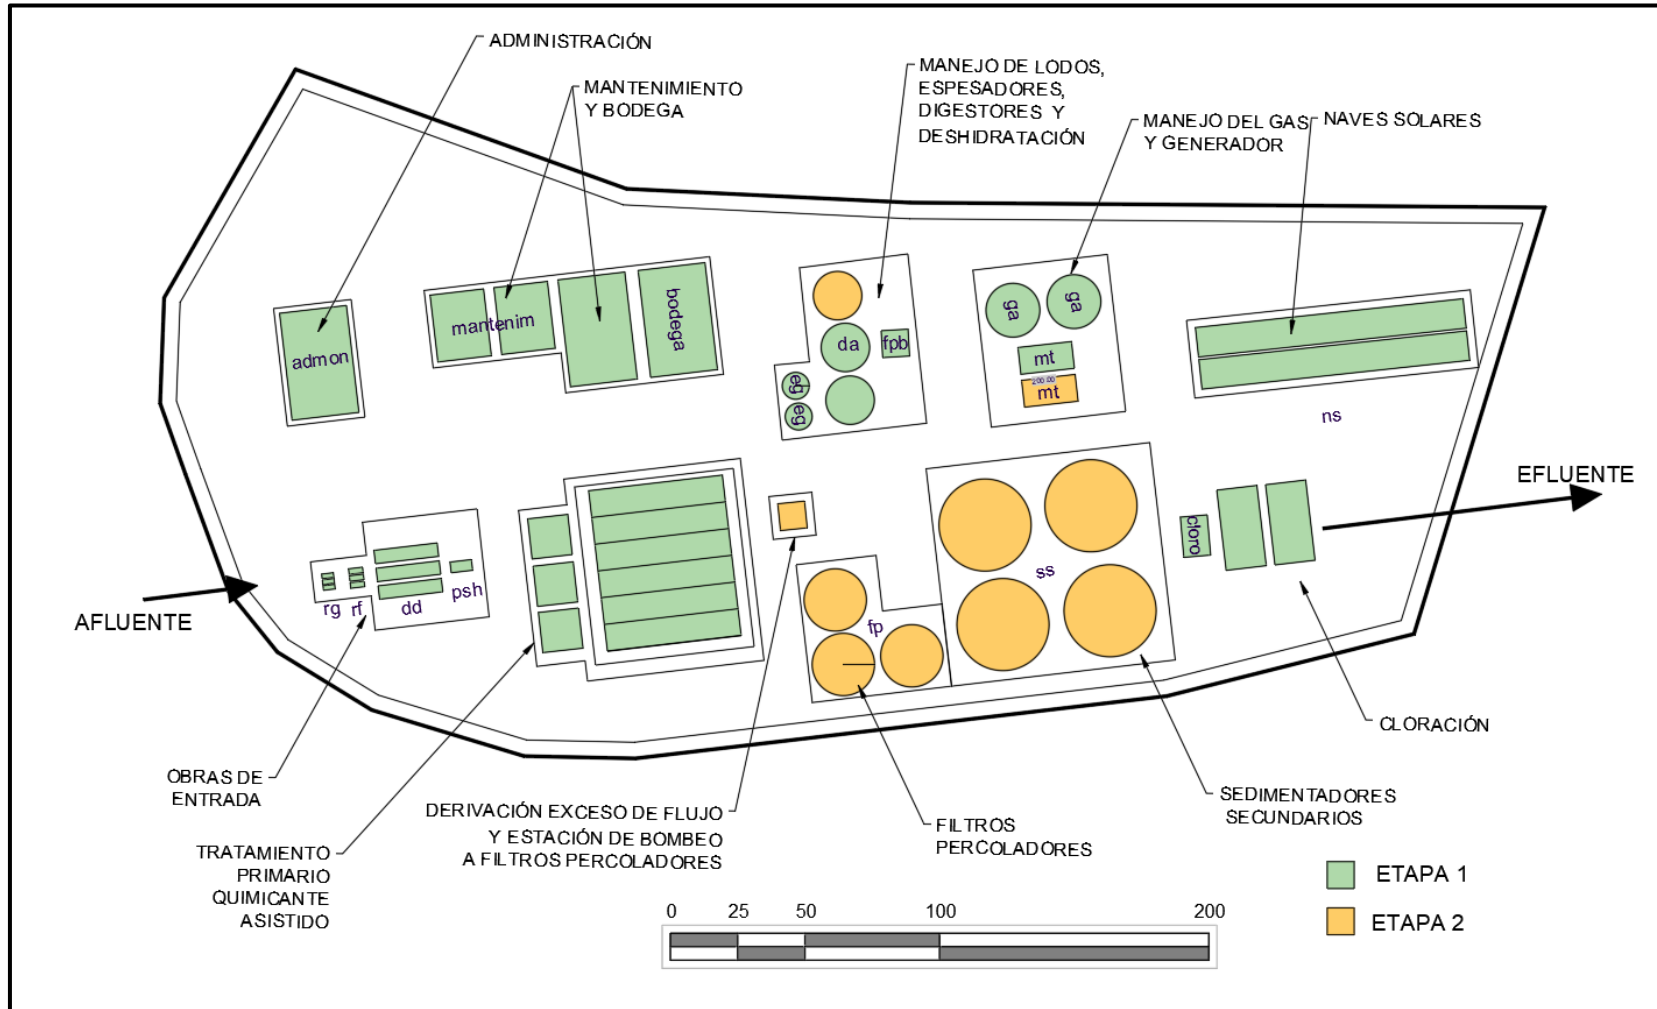 ADMINISTRACIÓN
MANTENIMIENTO
Y BODEGA
MANEJO DE LODOS,
ESPESADORES,
DIGESTORES Y
DESHIDRATACIÓN
MANEJO DEL GAS
Y GENERADOR
NAVES SOLARES
admon
mantenim
bodega
da
fpb
eg
eg
ga
ga
mt
200.00
mt
ns
EFLUENTE
cloro
AFLUENTE
rg
rf
dd
psh
fp
ss
CLORACIÓN
OBRAS DE
ENTRADA
TRATAMIENTO
PRIMARIO
QUIMICANTE
ASISTIDO
DERIVACIÓN EXCESO DE FLUJO
Y ESTACIÓN DE BOMBEO
A FILTROS PERCOLADORES
FILTROS
PERCOLADORES
SEDIMENTADORES
SECUNDARIOS
ETAPA 1
ETAPA 2
0 25 50 100 200